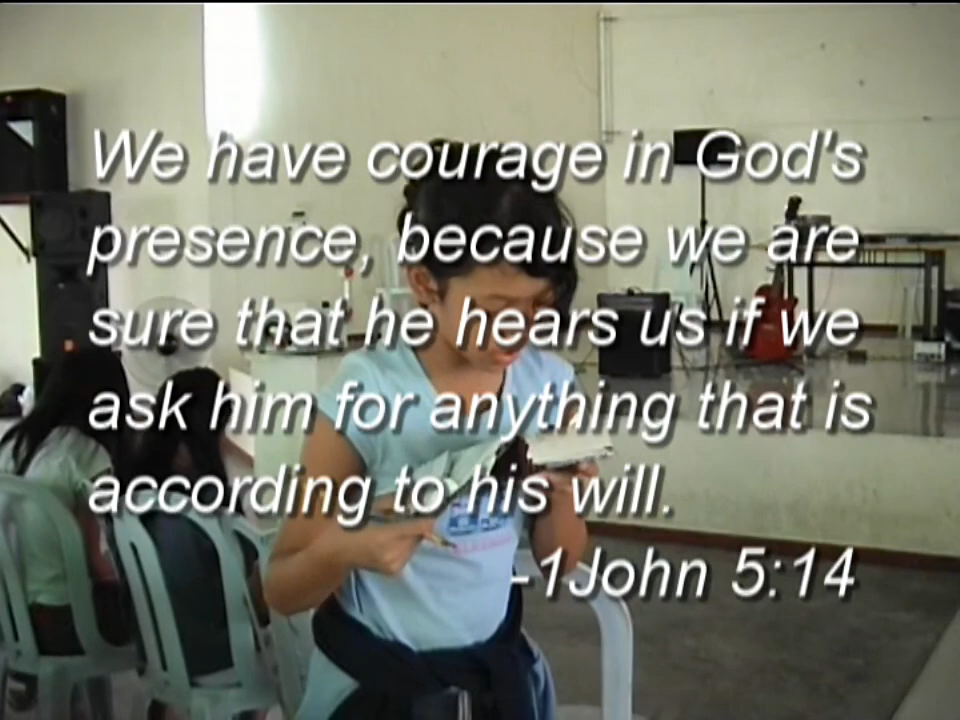 We have courage in God's
presence, because we are
sure that he hears us if we
ask him for anything that is
according to his will.
-1John 5:14